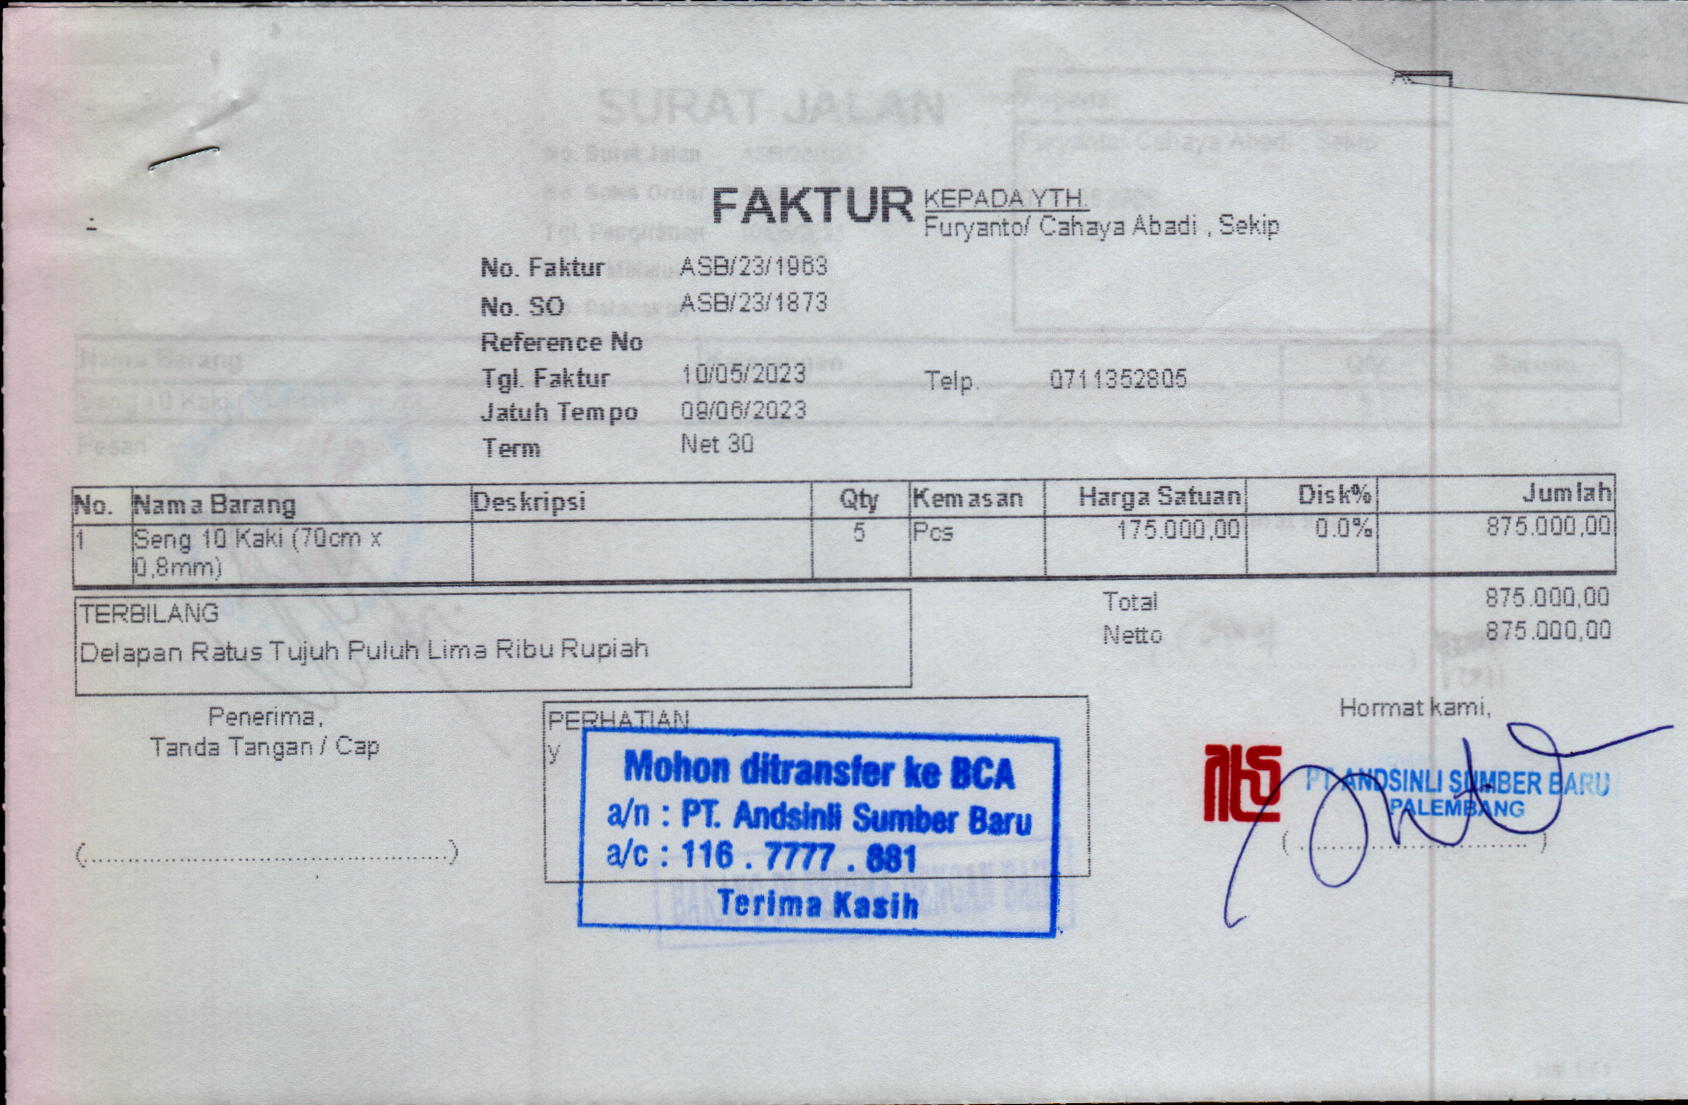 SURAT JALAN
FAKTUR
KEPADA YTH.
Furyanto/ Cahaya Abadi , Sekip
No. Faktur ASB/23/1963
No. SO ASB/23/1873
Reference No
Tgl. Faktur 10/05/2023 Telp. 0711352805
Jatuh Tempo 09/06/2023
Term Net 30
No. Nama Barang Deskripsi Qty Kemasan Harga Satuan Disk% Jumlah
1 Seng 10 Kaki (70cm x 5 Pcs 175.000,00 0.0% 875.000,00
0,8mm)
TERBILANG
Delapan Ratus Tujuh Puluh Lima Ribu Rupiah
Total 875.000,00
Netto 875.000,00
Penerima,
Tanda Tangan / Cap
(..........................................................)
PERHATIAN
y
Mohon ditransfer ke BCA
a/n : PT. Andsinli Sumber Baru
a/c : 116 . 7777 . 881
Terima Kasih
Hormat kami,
PT. ANDSINLI SUMBER BARU
PALEMBANG
(....................................)